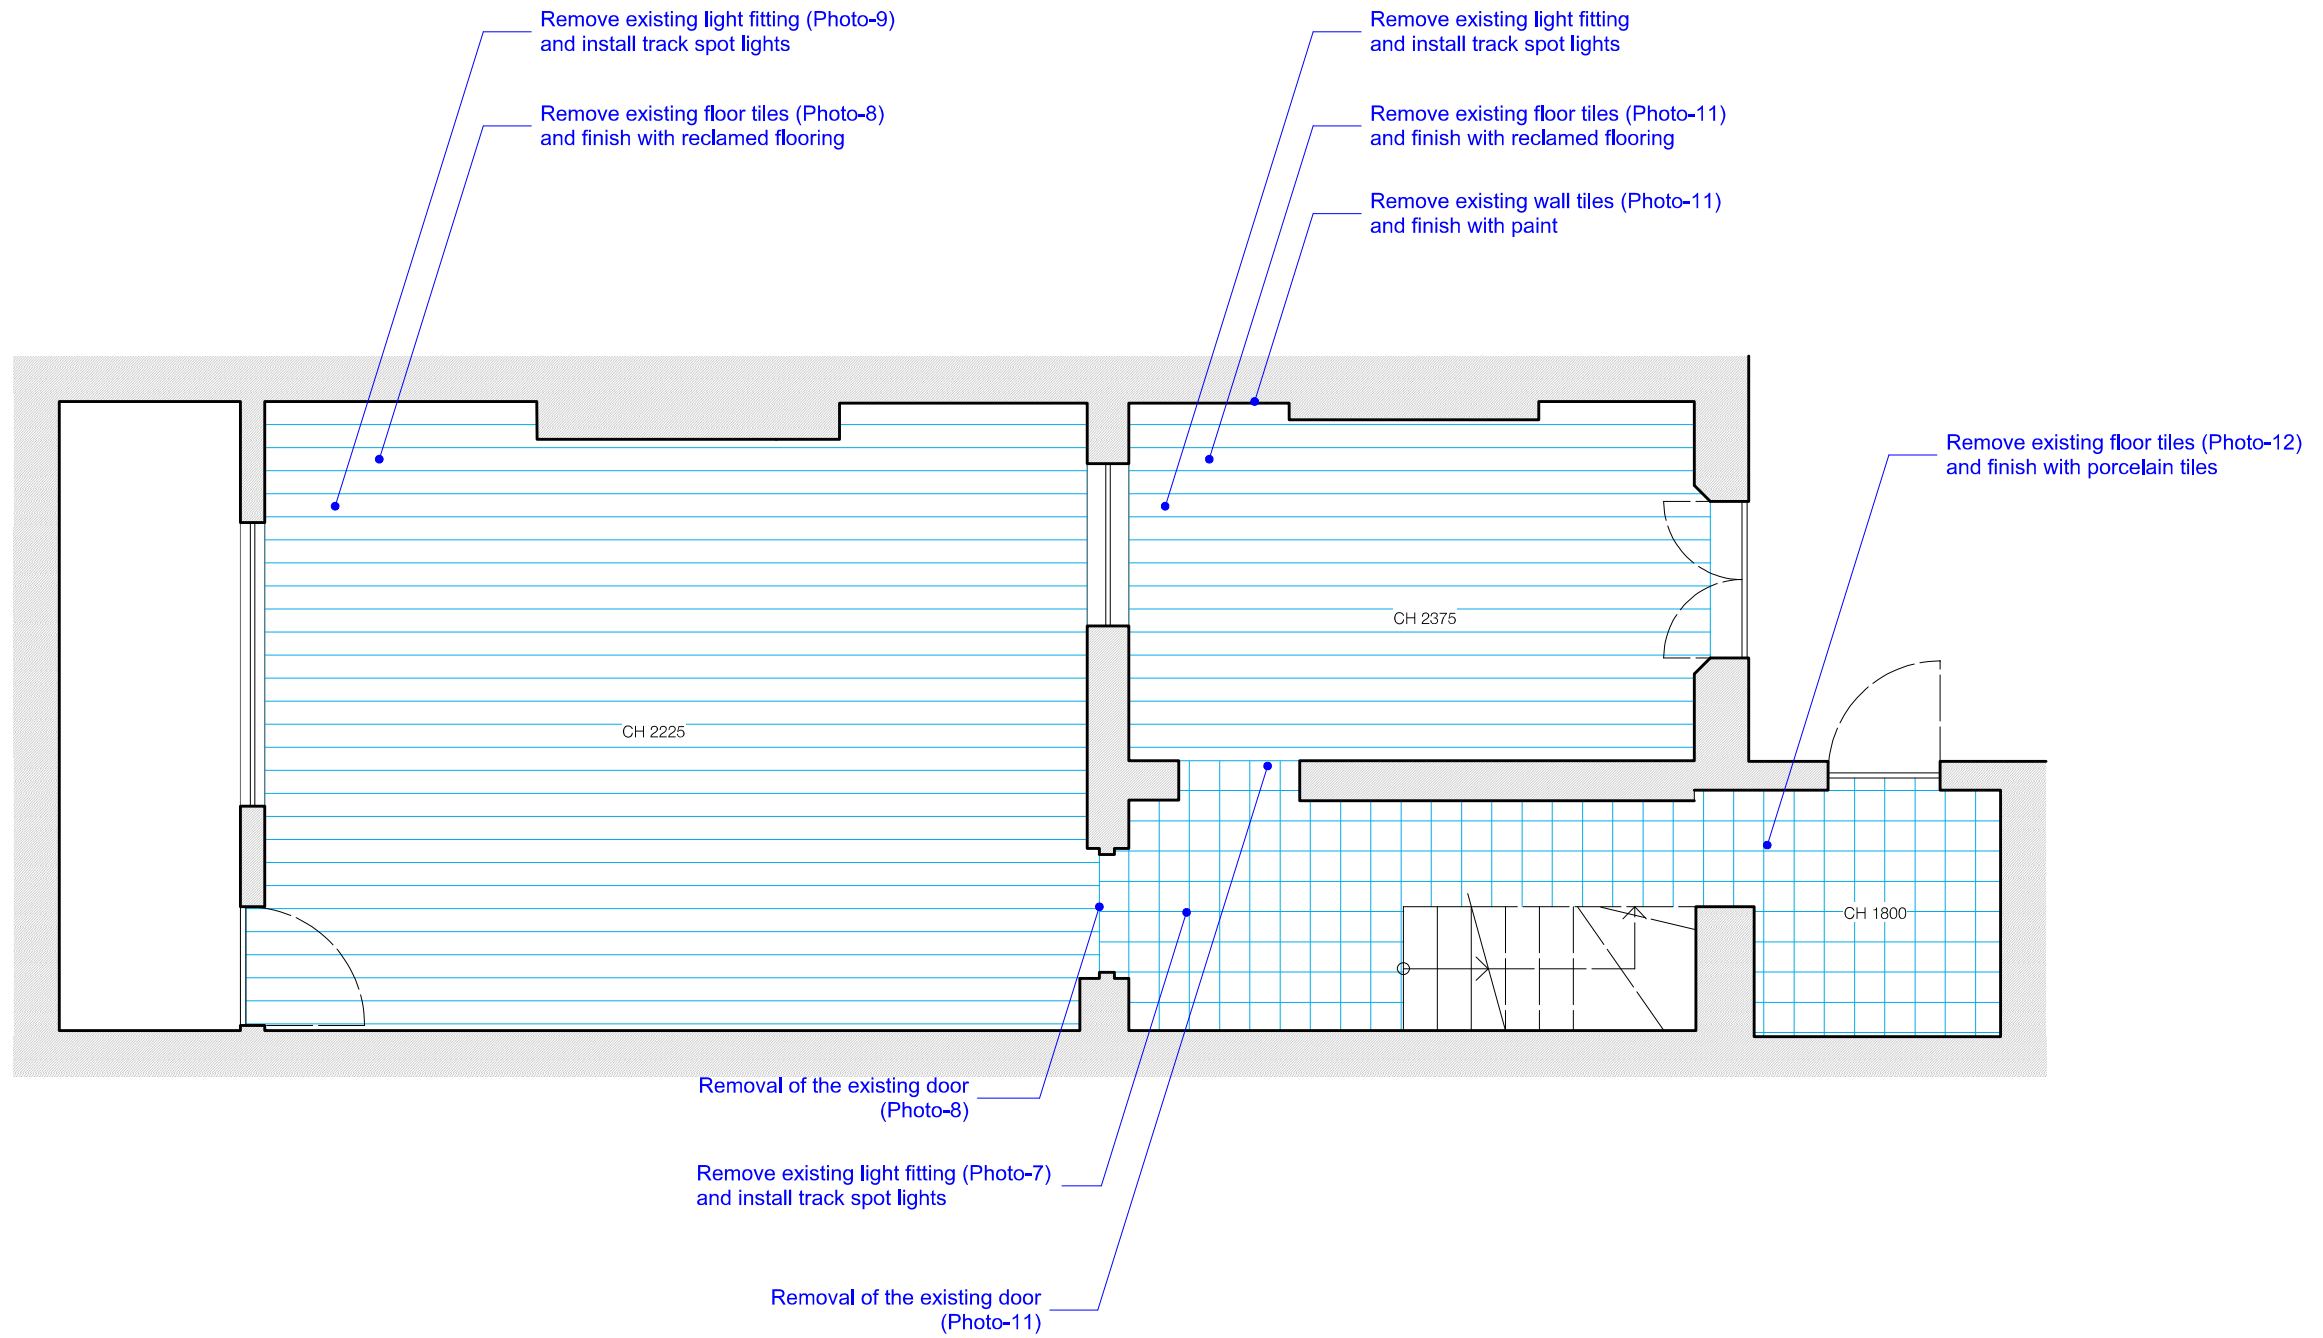 Remove existing light fitting (Photo-9)
and install track spot lights
Remove existing floor tiles (Photo-8)
and finish with reclamed flooring
Remove existing light fitting
and install track spot lights
Remove existing floor tiles (Photo-11)
and finish with reclamed flooring
Remove existing wall tiles (Photo-11)
and finish with paint
Remove existing floor tiles (Photo-12)
and finish with porcelain tiles
CH 2375
CH 2225
CH 1800
Removal of the existing door
(Photo-8)
Remove existing light fitting (Photo-7)
and install track spot lights
Removal of the existing door
(Photo-11)